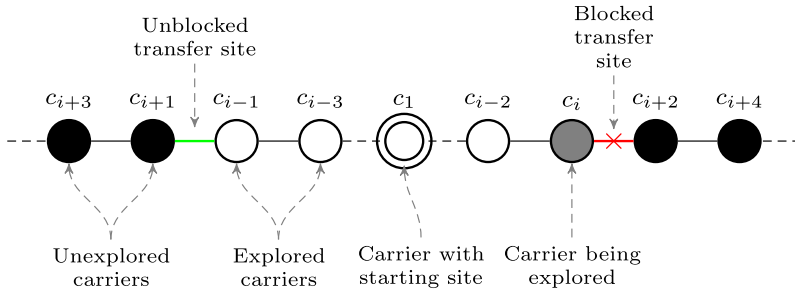 Unblocked
transfer site
Blocked
transfer
site
c_{i+3} c_{i+1} c_{i-1} c_{i-3} c_1 c_{i-2} c_i c_{i+2} c_{i+4}
Unexplored
carriers
Explored
carriers
Carrier with
starting site
Carrier being
explored